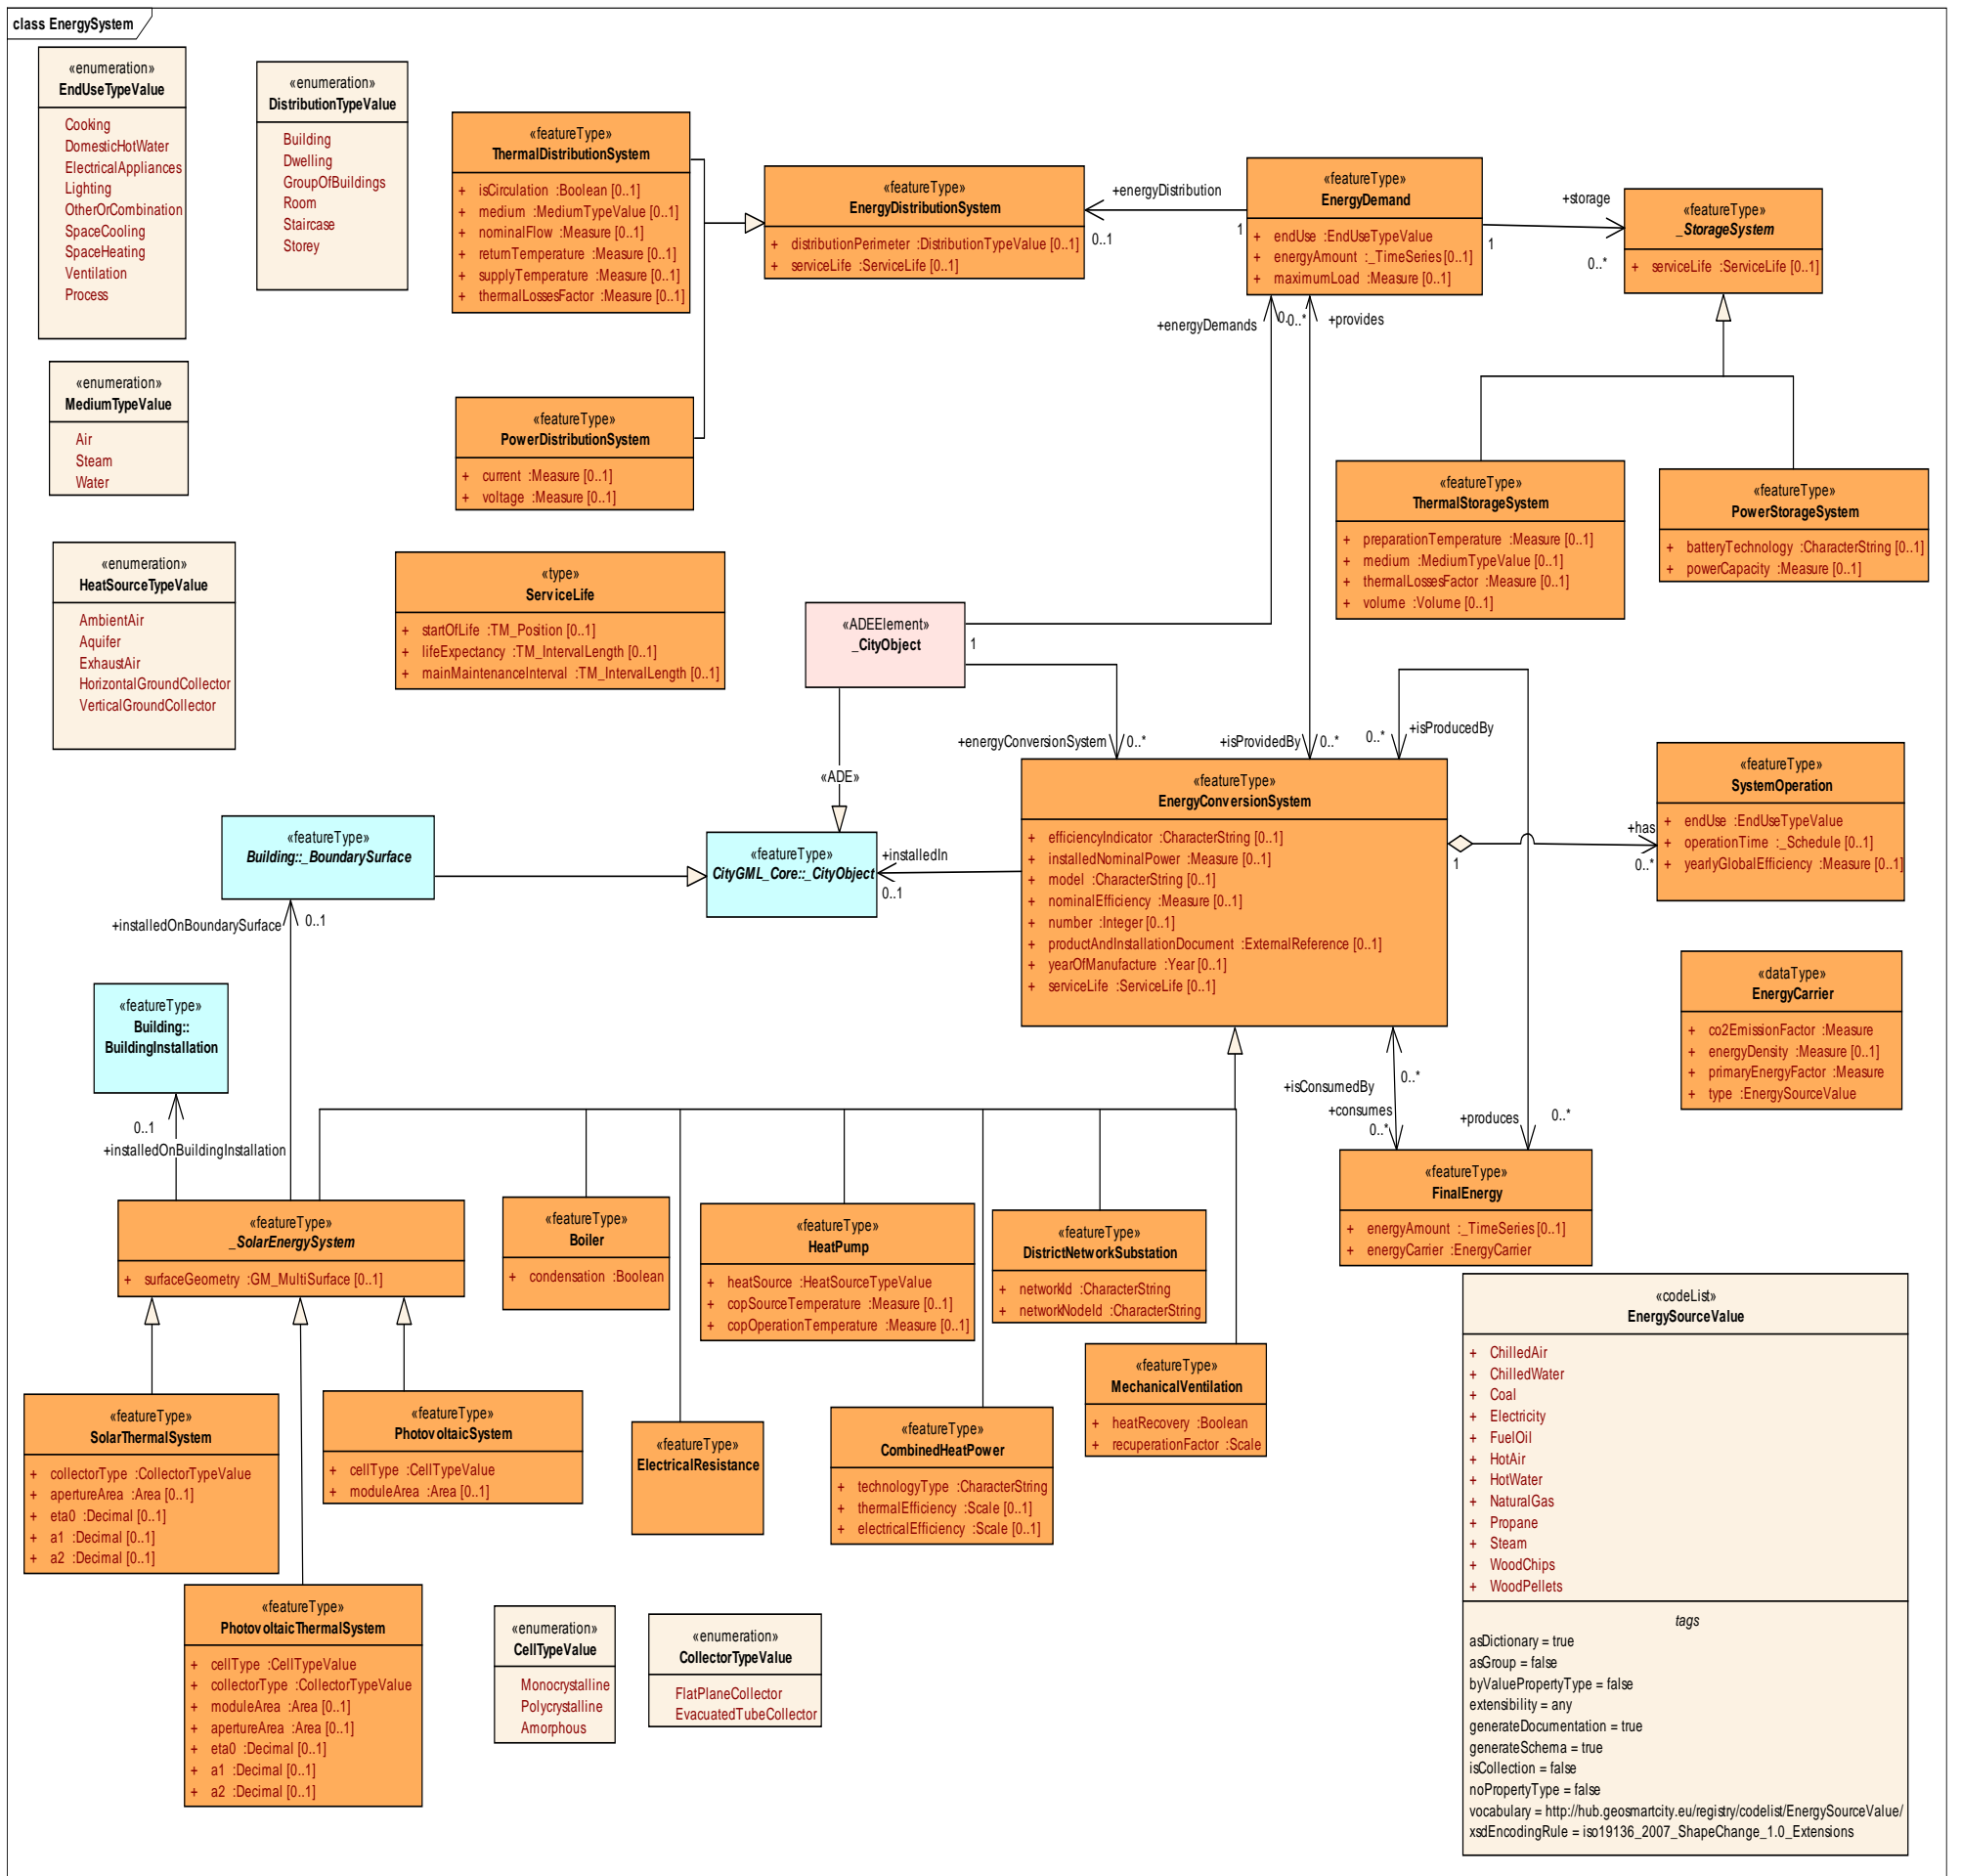 class EnergySystem
«enumeration»
EndUseTypeValue
Cooking
DomesticHotWater
ElectricalAppliances
Lighting
OtherOrCombination
SpaceCooling
SpaceHeating
Ventilation
Process
«enumeration»
DistributionTypeValue
Building
Dwelling
GroupOfBuildings
Room
Staircase
Storey
«featureType»
ThermalDistributionSystem
+ isCirculation :Boolean [0..1]
+ medium :MediumTypeValue [0..1]
+ nominalFlow :Measure [0..1]
+ returnTemperature :Measure [0..1]
+ supplyTemperature :Measure [0..1]
+ thermalLossesFactor :Measure [0..1]
«featureType»
EnergyDistributionSystem
+ distributionPerimeter :DistributionTypeValue [0..1]
+ serviceLife :ServiceLife [0..1]
+energyDistribution
0..1
1
«featureType»
EnergyDemand
+ endUse :EndUseTypeValue
+ energyAmount :_TimeSeries [0..1]
+ maximumLoad :Measure [0..1]
+storage
1
0..*
«featureType»
_StorageSystem
+ serviceLife :ServiceLife [0..1]
+energyDemands
0..*
+provides
«enumeration»
MediumTypeValue
Air
Steam
Water
«featureType»
PowerDistributionSystem
+ current :Measure [0..1]
+ voltage :Measure [0..1]
«featureType»
ThermalStorageSystem
+ preparationTemperature :Measure [0..1]
+ medium :MediumTypeValue [0..1]
+ thermalLossesFactor :Measure [0..1]
+ volume :Volume [0..1]
«featureType»
PowerStorageSystem
+ batteryTechnology :CharacterString [0..1]
+ powerCapacity :Measure [0..1]
«enumeration»
HeatSourceTypeValue
AmbientAir
Aquifer
ExhaustAir
HorizontalGroundCollector
VerticalGroundCollector
«type»
ServiceLife
+ startOfLife :TM_Position [0..1]
+ lifeExpectancy :TM_IntervalLength [0..1]
+ mainMaintenanceInterval :TM_IntervalLength [0..1]
«ADEElement»
_CityObject
1
+energyConversionSystem
0..*
+isProvidedBy
0..*
0..*
+isProducedBy
«ADE»
«featureType»
Building::_BoundarySurface
«featureType»
CityGML_Core::_CityObject
+installedIn
0..1
«featureType»
EnergyConversionSystem
+ efficiencyIndicator :CharacterString [0..1]
+ installedNominalPower :Measure [0..1]
+ model :CharacterString [0..1]
+ nominalEfficiency :Measure [0..1]
+ number :Integer [0..1]
+ productAndInstallationDocument :ExternalReference [0..1]
+ yearOfManufacture :Year [0..1]
+ serviceLife :ServiceLife [0..1]
1
+has
0..*
«featureType»
SystemOperation
+ endUse :EndUseTypeValue
+ operationTime :_Schedule [0..1]
+ yearlyGlobalEfficiency :Measure [0..1]
+installedOnBoundarySurface
0..1
«featureType»
Building::
BuildingInstallation
0..1
+installedOnBuildingInstallation
«dataType»
EnergyCarrier
+ co2EmissionFactor :Measure
+ energyDensity :Measure [0..1]
+ primaryEnergyFactor :Measure
+ type :EnergySourceValue
+isConsumedBy
0..*
+consumes
0..*
+produces
0..*
«featureType»
FinalEnergy
+ energyAmount :_TimeSeries [0..1]
+ energyCarrier :EnergyCarrier
«featureType»
_SolarEnergySystem
+ surfaceGeometry :GM_MultiSurface [0..1]
«featureType»
Boiler
+ condensation :Boolean
«featureType»
HeatPump
+ heatSource :HeatSourceTypeValue
+ copSourceTemperature :Measure [0..1]
+ copOperationTemperature :Measure [0..1]
«featureType»
DistrictNetworkSubstation
+ networkId :CharacterString
+ networkNodeId :CharacterString
«featureType»
MechanicalVentilation
+ heatRecovery :Boolean
+ recuperationFactor :Scale
«featureType»
SolarThermalSystem
+ collectorType :CollectorTypeValue
+ apertureArea :Area [0..1]
+ eta0 :Decimal [0..1]
+ a1 :Decimal [0..1]
+ a2 :Decimal [0..1]
«featureType»
PhotovoltaicSystem
+ cellType :CellTypeValue
+ moduleArea :Area [0..1]
«featureType»
ElectricalResistance
«featureType»
CombinedHeatPower
+ technologyType :CharacterString
+ thermalEfficiency :Scale [0..1]
+ electricalEfficiency :Scale [0..1]
«featureType»
PhotovoltaicThermalSystem
+ cellType :CellTypeValue
+ collectorType :CollectorTypeValue
+ moduleArea :Area [0..1]
+ apertureArea :Area [0..1]
+ eta0 :Decimal [0..1]
+ a1 :Decimal [0..1]
+ a2 :Decimal [0..1]
«enumeration»
CellTypeValue
Monocrystalline
Polycrystalline
Amorphous
«enumeration»
CollectorTypeValue
FlatPlaneCollector
EvacuatedTubeCollector
«codeList»
EnergySourceValue
+ ChilledAir
+ ChilledWater
+ Coal
+ Electricity
+ FuelOil
+ HotAir
+ HotWater
+ NaturalGas
+ Propane
+ Steam
+ WoodChips
+ WoodPellets
tags
asDictionary = true
asGroup = false
byValuePropertyType = false
extensibility = any
generateDocumentation = true
generateSchema = true
isCollection = false
noPropertyType = false
vocabulary = http://hub.geosmartcity.eu/registry/codelist/EnergySourceValue/
xsdEncodingRule = iso19136_2007_ShapeChange_1.0_Extensions